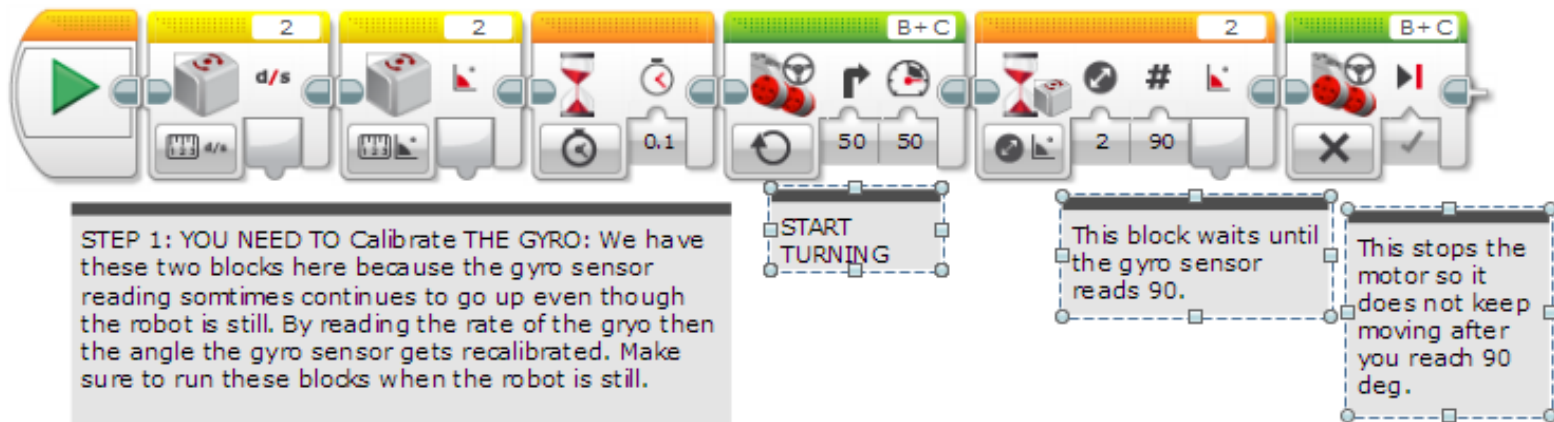 2
2
B+C
2
B+C
d/s
#
123 d/s
123
0.1
50 50
2 90
STEP 1: YOU NEED TO Calibrate THE GYRO: We have
these two blocks here because the gyro sensor
reading somtimes continues to go up even though
the robot is still. By reading the rate of the gryo then
the angle the gyro sensor gets recalibrated. Make
sure to run these blocks when the robot is still.
START
TURNING
This block waits until
the gyro sensor
reads 90.
This stops the
motor so it
does not keep
moving after
you reach 90
deg.